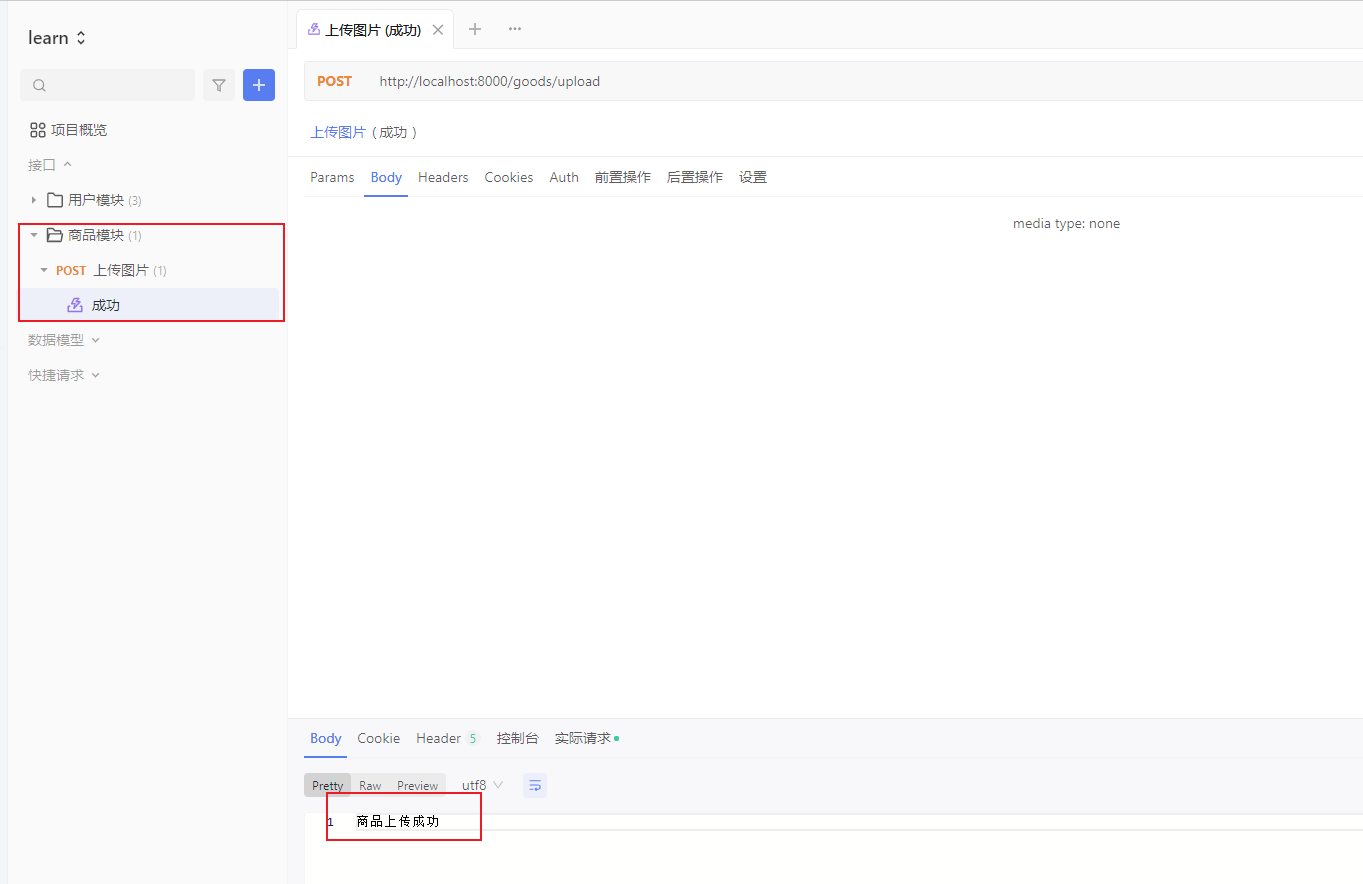 learn
项目概览
接口
用户模块 (3)
商品模块 (1)
POST 上传图片 (1)
成功
数据模型
快捷请求
上传图片 (成功)
POST http://localhost:8000/goods/upload
上传图片 ( 成功 )
Params Body Headers Cookies Auth 前置操作 后置操作 设置
media type: none
Body Cookie Header 5 控制台 实际请求
Pretty Raw Preview utf8
1 商品上传成功